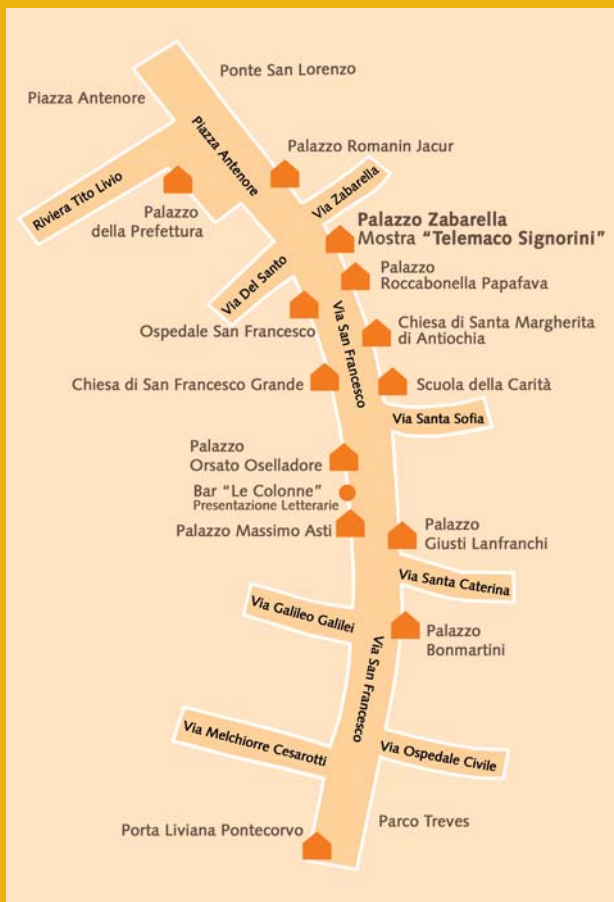 Ponte San Lorenzo
Piazza Antenore
Piazza Antenore
Palazzo Romanin Jacur
Riviera Tito Livio
Via Zabarella
Palazzo
della Prefettura
Palazzo Zabarella
Mostra “Telemaco Signorini”
Via Del Santo
Palazzo
Roccabonella Papafava
Ospedale San Francesco
Via San Francesco
Chiesa di Santa Margherita
di Antiochia
Chiesa di San Francesco Grande
Scuola della Carità
Via Santa Sofia
Palazzo
Orsato Oselladore
Bar “Le Colonne”
Presentazione Letterarie
Palazzo Massimo Asti
Palazzo
Giusti Lanfranchi
Via Santa Caterina
Via Galileo Galilei
Palazzo
Bonmartini
Via San Francesco
Via Melchiorre Cesarotti
Via Ospedale Civile
Parco Treves
Porta Liviana Pontecorvo